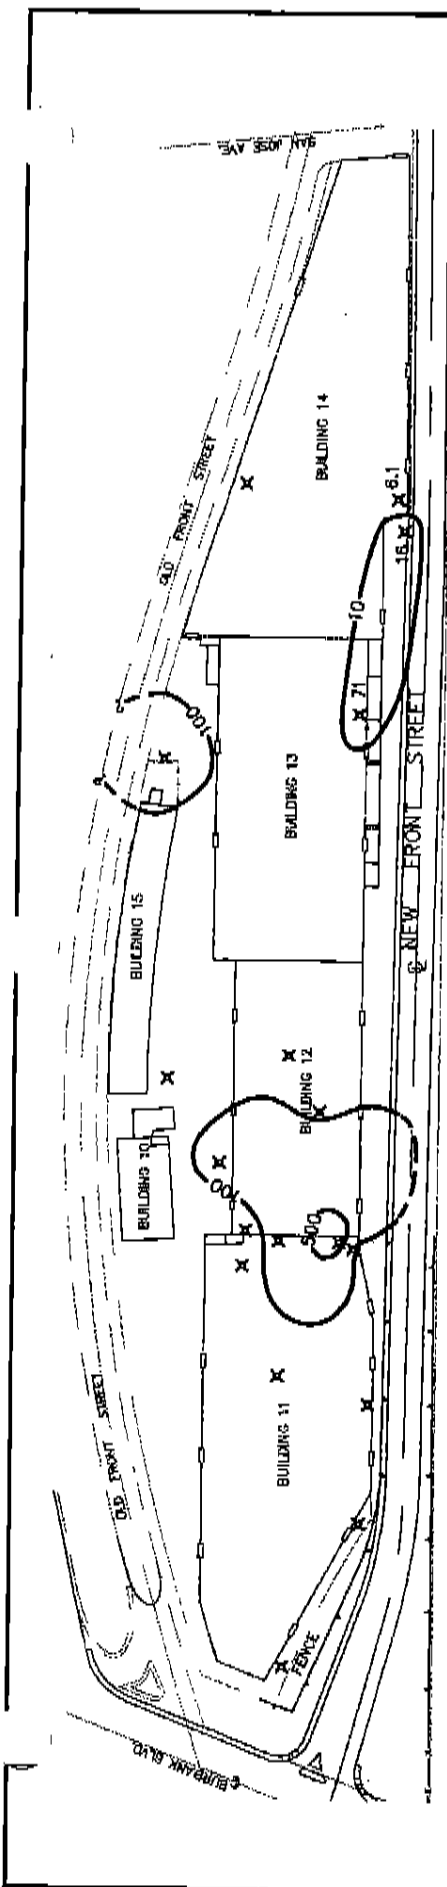 SAN JOSE AVE
BUILDING 14
OLD FRONT STREET
6.1
16
10
71
100
BUILDING 13
NEW FRONT STREET
BUILDING 15
BUILDING 12
BUILDING 10
100
500
BUILDING 11
OLD FRONT STREET
FENCE
BURBANK BLVD